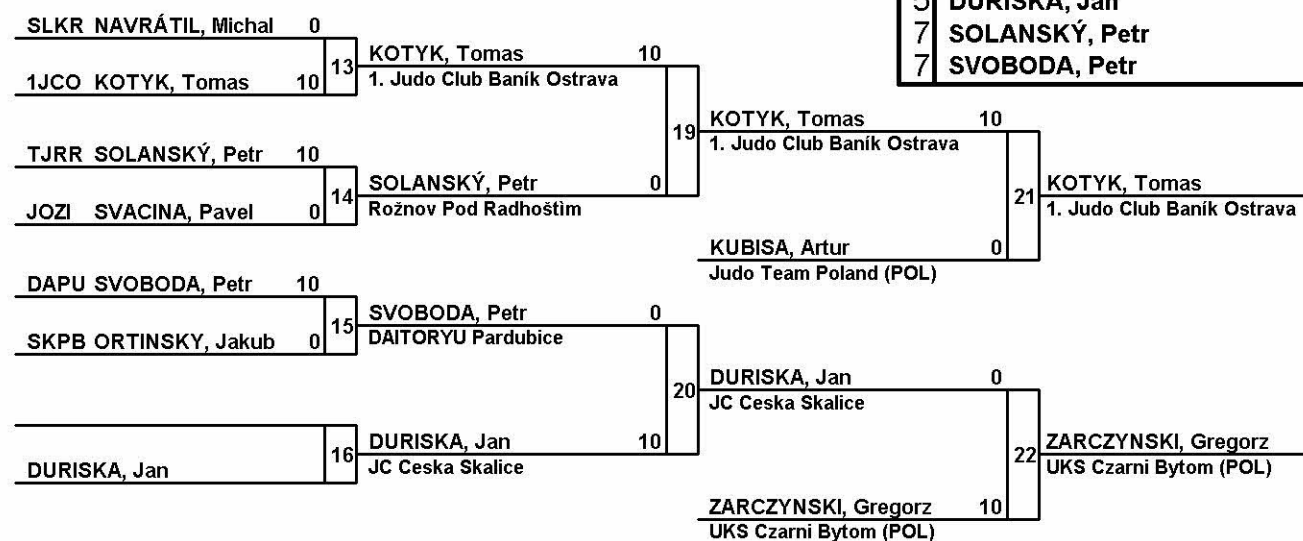 5 DURISKA, Jan
7 SOLANSKÝ, Petr
7 SVOBODA, Petr
SLKR NAVRÁTIL, Michal 0
13
1JCO KOTYK, Tomas 10
KOTYK, Tomas 10
1. Judo Club Baník Ostrava
TJRR SOLANSKÝ, Petr 10
14
JOZI SVACINA, Pavel 0
SOLANSKÝ, Petr 0
Rožnov Pod Radhoštìm
19
KOTYK, Tomas 10
1. Judo Club Baník Ostrava
KUBISA, Artur 0
Judo Team Poland (POL)
21
KOTYK, Tomas
1. Judo Club Baník Ostrava
DAPU SVOBODA, Petr 10
15
SKPB ORTINSKY, Jakub 0
SVOBODA, Petr 0
DAITORYU Pardubice
20
DURISKA, Jan
16
DURISKA, Jan 10
JC Ceska Skalice
DURISKA, Jan 0
JC Ceska Skalice
ZARCZYNSKI, Gregorz 10
UKS Czarni Bytom (POL)
22
ZARCZYNSKI, Gregorz
UKS Czarni Bytom (POL)